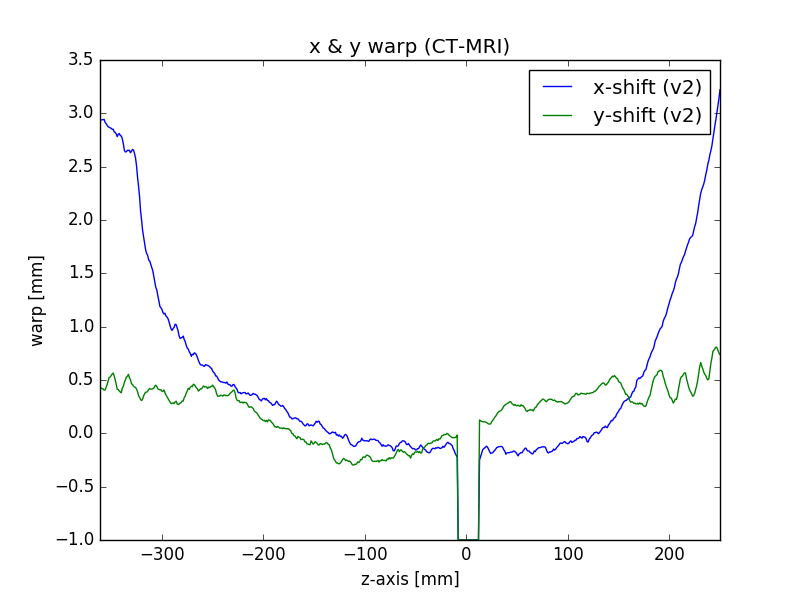 x & y warp (CT-MRI)
x-shift (v2)
y-shift (v2)
3.5
3.0
2.5
2.0
1.5
1.0
0.5
0.0
−0.5
−1.0
warp [mm]
−300 −200 −100 0 100 200
z-axis [mm]